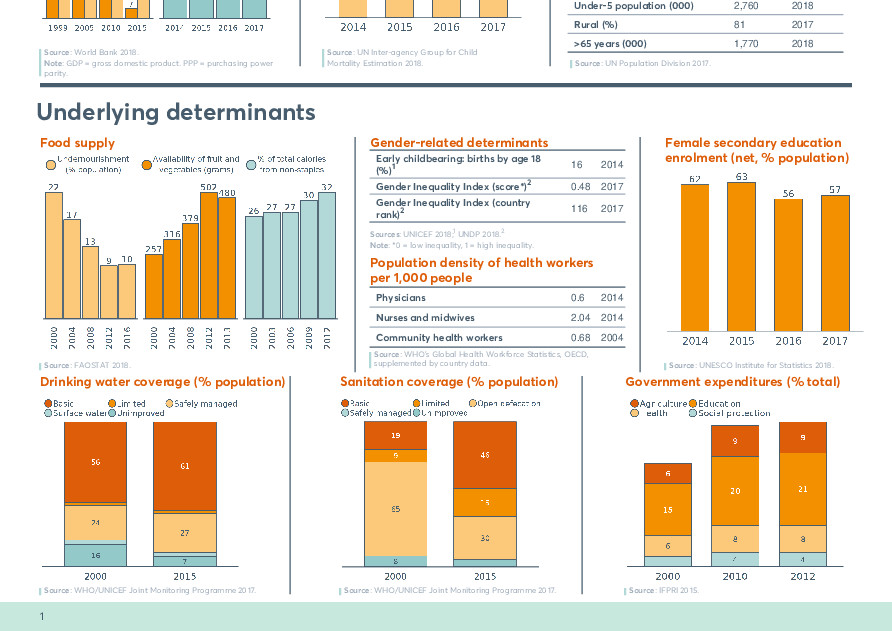 7
1999 2005 2010 2015
2014 2015 2016 2017
Source: World Bank 2018.
Note: GDP = gross domestic product. PPP = purchasing power
parity.
2014 2015 2016 2017
Source: UN Inter-agency Group for Child
Mortality Estimation 2018.
Under-5 population (000) 2,760 2018
Rural (%) 81 2017
>65 years (000) 1,770 2018
Source: UN Population Division 2017.
Underlying determinants
Food supply
Undernourishment
(% population)
Availability of fruit and
vegetables (grams)
% of total calories
from non-staples
22 17 13 9 10
257 316 379 502 480
26 27 27 30 32
2000 2004 2008 2012 2016
2000 2004 2008 2012 2013
2000 2003 2006 2009 2012
Source: FAOSTAT 2018.
Gender-related determinants
Early childbearing: births by age 18
(%)¹ 16 2014
Gender Inequality Index (score*)² 0.48 2017
Gender Inequality Index (country
rank)² 116 2017
Sources: UNICEF 2018,¹ UNDP 2018.²
Note: *0 = low inequality, 1 = high inequality.
Population density of health workers
per 1,000 people
Physicians 0.6 2014
Nurses and midwives 2.04 2014
Community health workers 0.68 2004
Source: WHO's Global Health Workforce Statistics, OECD,
supplemented by country data.
Female secondary education
enrolment (net, % population)
62 63 56 57
2014 2015 2016 2017
Source: UNESCO Institute for Statistics 2018.
Drinking water coverage (% population)
Basic Limited Safely managed
Surface water Unimproved
56 24 16
61 27 7
2000 2015
Source: WHO/UNICEF Joint Monitoring Programme 2017.
Sanitation coverage (% population)
Basic Limited Open defecation
Safely managed Unimproved
19 9 65 8
46 15 30
2000 2015
Source: WHO/UNICEF Joint Monitoring Programme 2017.
Government expenditures (% total)
Agriculture Education
Health Social protection
6 15 6
9 20 8 4
9 21 8 4
2000 2010 2012
Source: IFPRI 2015.
1